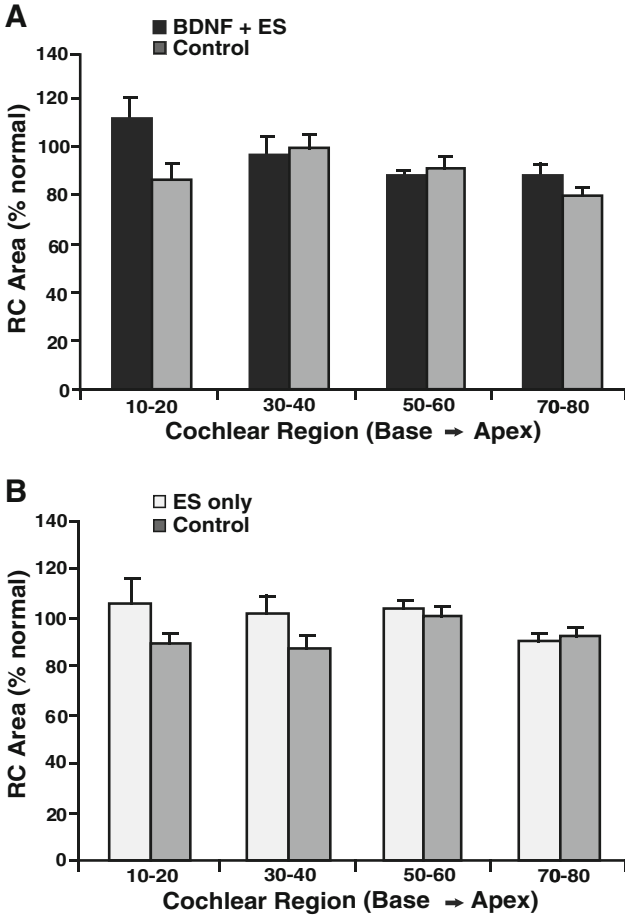 A
BDNF + ES
Control
RC Area (% normal)
140
120
100
80
60
40
20
0
10-20 30-40 50-60 70-80
Cochlear Region (Base → Apex)
B
ES only
Control
RC Area (% normal)
140
120
100
80
60
40
20
0
10-20 30-40 50-60 70-80
Cochlear Region (Base → Apex)